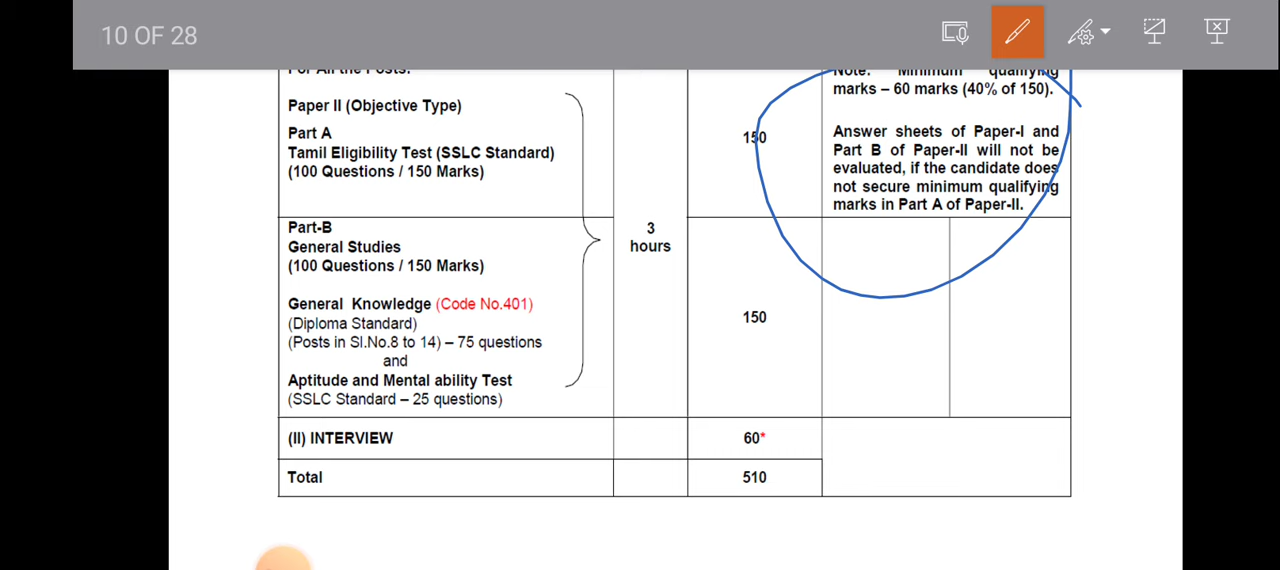 10 OF 28
For All the Posts:
Paper II (Objective Type)
Part A
Tamil Eligibility Test (SSLC Standard)
(100 Questions / 150 Marks)
150
Note: Minimum qualifying
marks – 60 marks (40% of 150).
Answer sheets of Paper-I and
Part B of Paper-II will not be
evaluated, if the candidate does
not secure minimum qualifying
marks in Part A of Paper-II.
3
hours
Part-B
General Studies
(100 Questions / 150 Marks)
General Knowledge (Code No.401)
(Diploma Standard)
(Posts in Sl.No.8 to 14) – 75 questions
and
Aptitude and Mental ability Test
(SSLC Standard – 25 questions)
150
(II) INTERVIEW
60*
Total
510